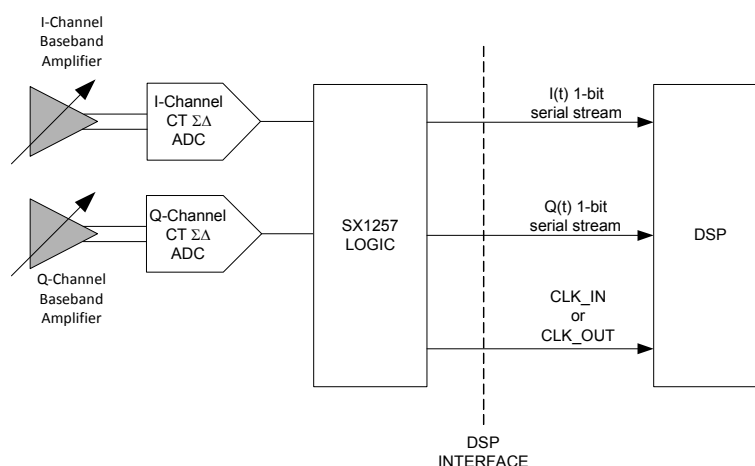 I-Channel
Baseband
Amplifier
I-Channel
CT ΣΔ
ADC
Q-Channel
CT ΣΔ
ADC
Q-Channel
Baseband
Amplifier
SX1257
LOGIC
I(t) 1-bit
serial stream
Q(t) 1-bit
serial stream
CLK_IN
or
CLK_OUT
DSP
DSP
INTERFACE